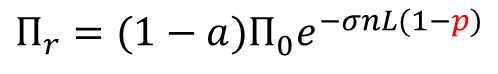 Πᵣ = (1 − a)Π₀e^{−σnL(1−p)}